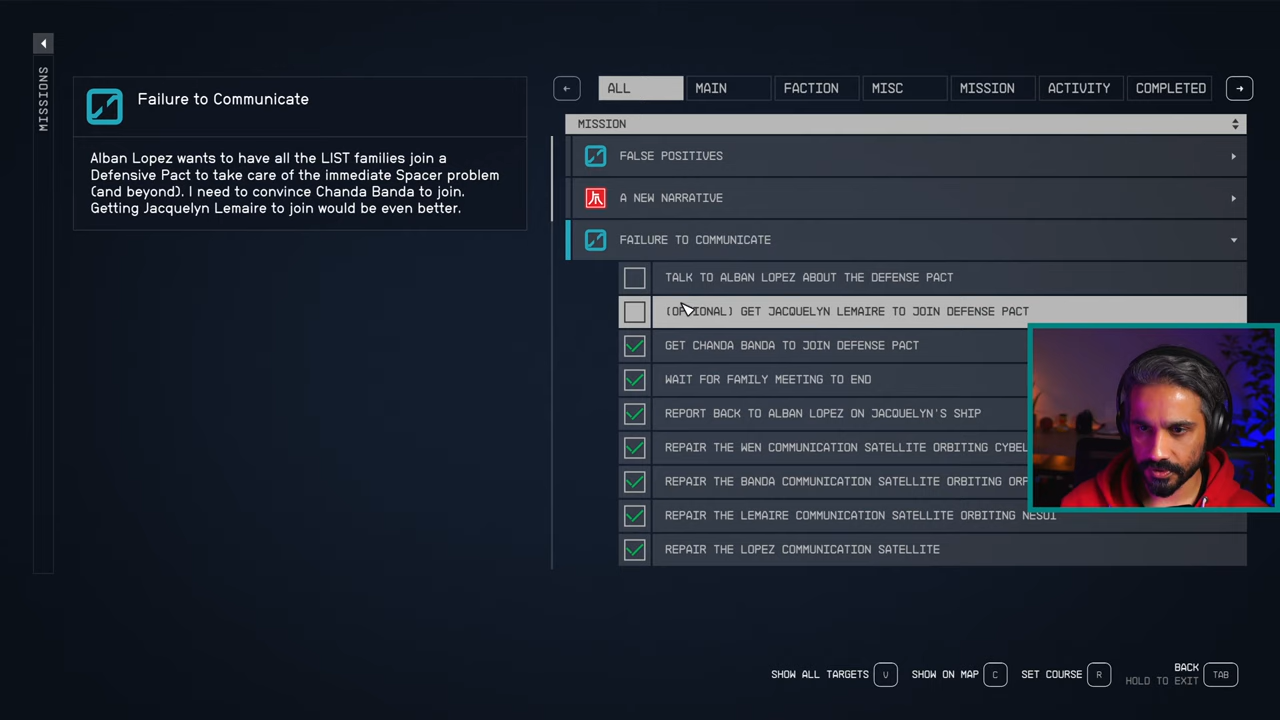 MISSIONS
Failure to Communicate
Alban Lopez wants to have all the LIST families join a
Defensive Pact to take care of the immediate Spacer problem
(and beyond). I need to convince Chanda Banda to join.
Getting Jacquelyn Lemaire to join would be even better.
ALL
MAIN
FACTION
MISC
MISSION
ACTIVITY
COMPLETED
MISSION
FALSE POSITIVES
A NEW NARRATIVE
FAILURE TO COMMUNICATE
TALK TO ALBAN LOPEZ ABOUT THE DEFENSE PACT
(OPTIONAL) GET JACQUELYN LEMAIRE TO JOIN DEFENSE PACT
GET CHANDA BANDA TO JOIN DEFENSE PACT
WAIT FOR FAMILY MEETING TO END
REPORT BACK TO ALBAN LOPEZ ON JACQUELYN'S SHIP
REPAIR THE WEN COMMUNICATION SATELLITE ORBITING CYBEL
REPAIR THE BANDA COMMUNICATION SATELLITE ORBITING
REPAIR THE LEMAIRE COMMUNICATION SATELLITE ORBITING NESOI
REPAIR THE LOPEZ COMMUNICATION SATELLITE
SHOW ALL TARGETS V
SHOW ON MAP C
SET COURSE R
BACK
HOLD TO EXIT
TAB